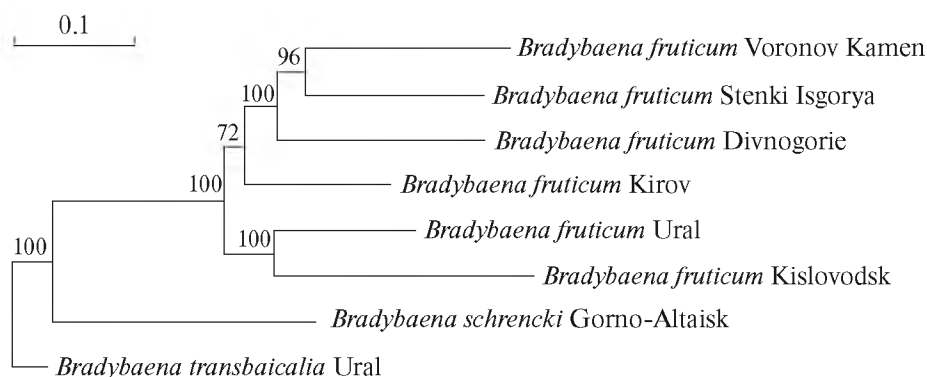 0.1
96
Bradybaena fruticum Voronov Kamen
100
Bradybaena fruticum Stenki Isgorya
72
Bradybaena fruticum Divnogorie
100
Bradybaena fruticum Kirov
100
Bradybaena fruticum Ural
100
Bradybaena fruticum Kislovodsk
Bradybaena schrencki Gorno-Altaisk
Bradybaena transbaicalia Ural